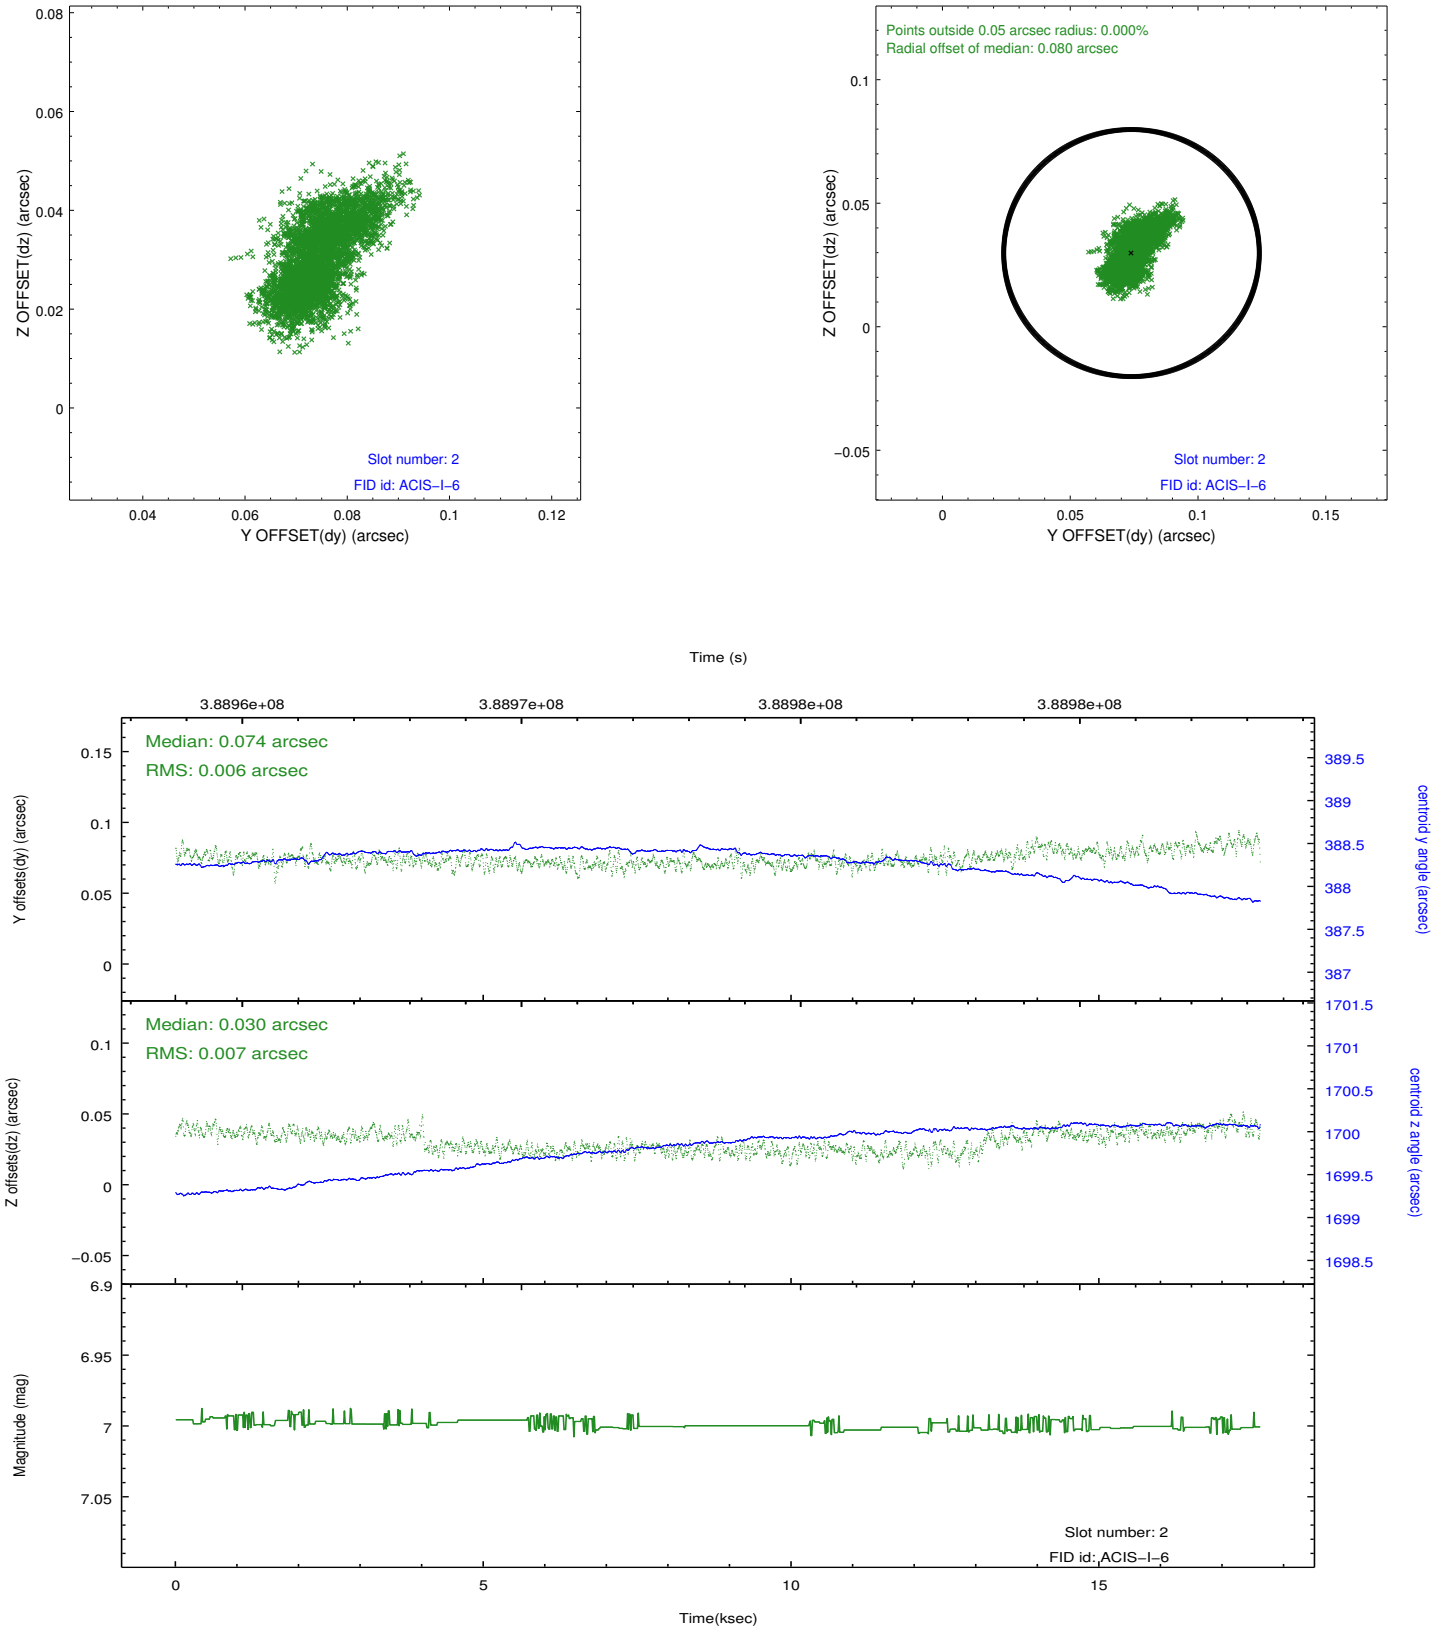 0.08
0.06
0.04
0.02
0
Z OFFSET(dz) (arcsec)
Slot number: 2
FID id: ACIS−I−6
0.04 0.06 0.08 0.1 0.12
Y OFFSET(dy) (arcsec)
Points outside 0.05 arcsec radius: 0.000%
Radial offset of median: 0.080 arcsec
0.1
0.05
0
−0.05
Z OFFSET(dz) (arcsec)
Slot number: 2
FID id: ACIS−I−6
0 0.05 0.1 0.15
Y OFFSET(dy) (arcsec)
Time (s)
3.8896e+08 3.8897e+08 3.8898e+08 3.8898e+08
Median: 0.074 arcsec
RMS: 0.006 arcsec
0.15
0.1
0.05
0
Y offsets(dy) (arcsec)
389.5
389
388.5
388
387.5
387
centroid y angle (arcsec)
Median: 0.030 arcsec
RMS: 0.007 arcsec
0.1
0.05
0
−0.05
Z offsets(dz) (arcsec)
1701.5
1701
1700.5
1700
1699.5
1699
1698.5
centroid z angle (arcsec)
6.9
6.95
7
7.05
Magnitude (mag)
Slot number: 2
FID id: ACIS−I−6
0 5 10 15
Time(ksec)